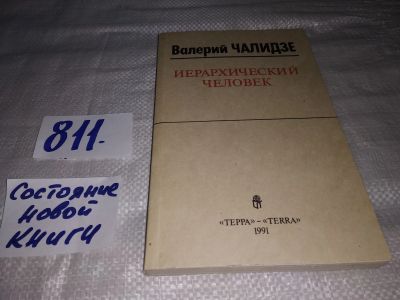 Валерий ЧАЛИДЗЕ
ИЕРАРХИЧЕСКИЙ
ЧЕЛОВЕК
«ТЕРРА» – «TERRA»
1991
811-
Состояние
новой
книги